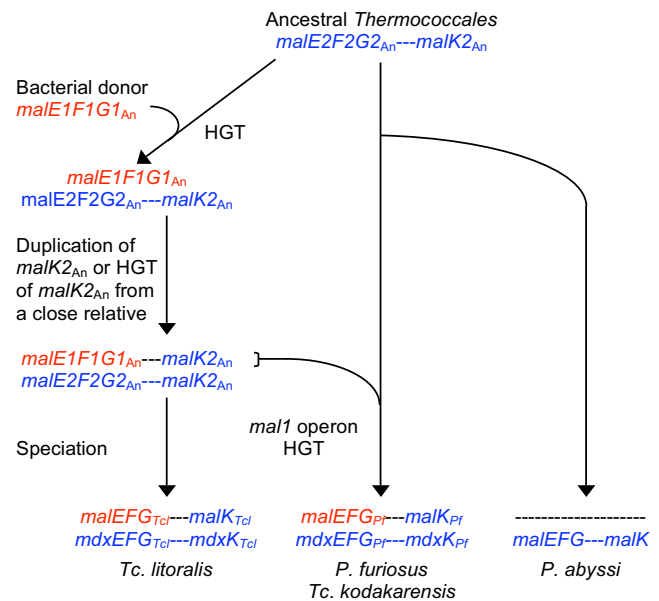 Ancestral Thermococcales
malE2F2G2An---malK2An
Bacterial donor
malE1F1G1An
HGT
malE1F1G1An
malE2F2G2An---malK2An
Duplication of
malK2An or HGT
of malK2An from
a close relative
malE1F1G1An---malK2An
malE2F2G2An---malK2An
Speciation
mal1 operon
HGT
malEFGTcl---malKTcl
mdxEFGTcl---mdxKTcl
Tc. litoralis
malEFGPf---malKPf
mdxEFGPf---mdxKPf
P. furiosus
Tc. kodakarensis
--------------------
malEFG---malK
P. abyssi